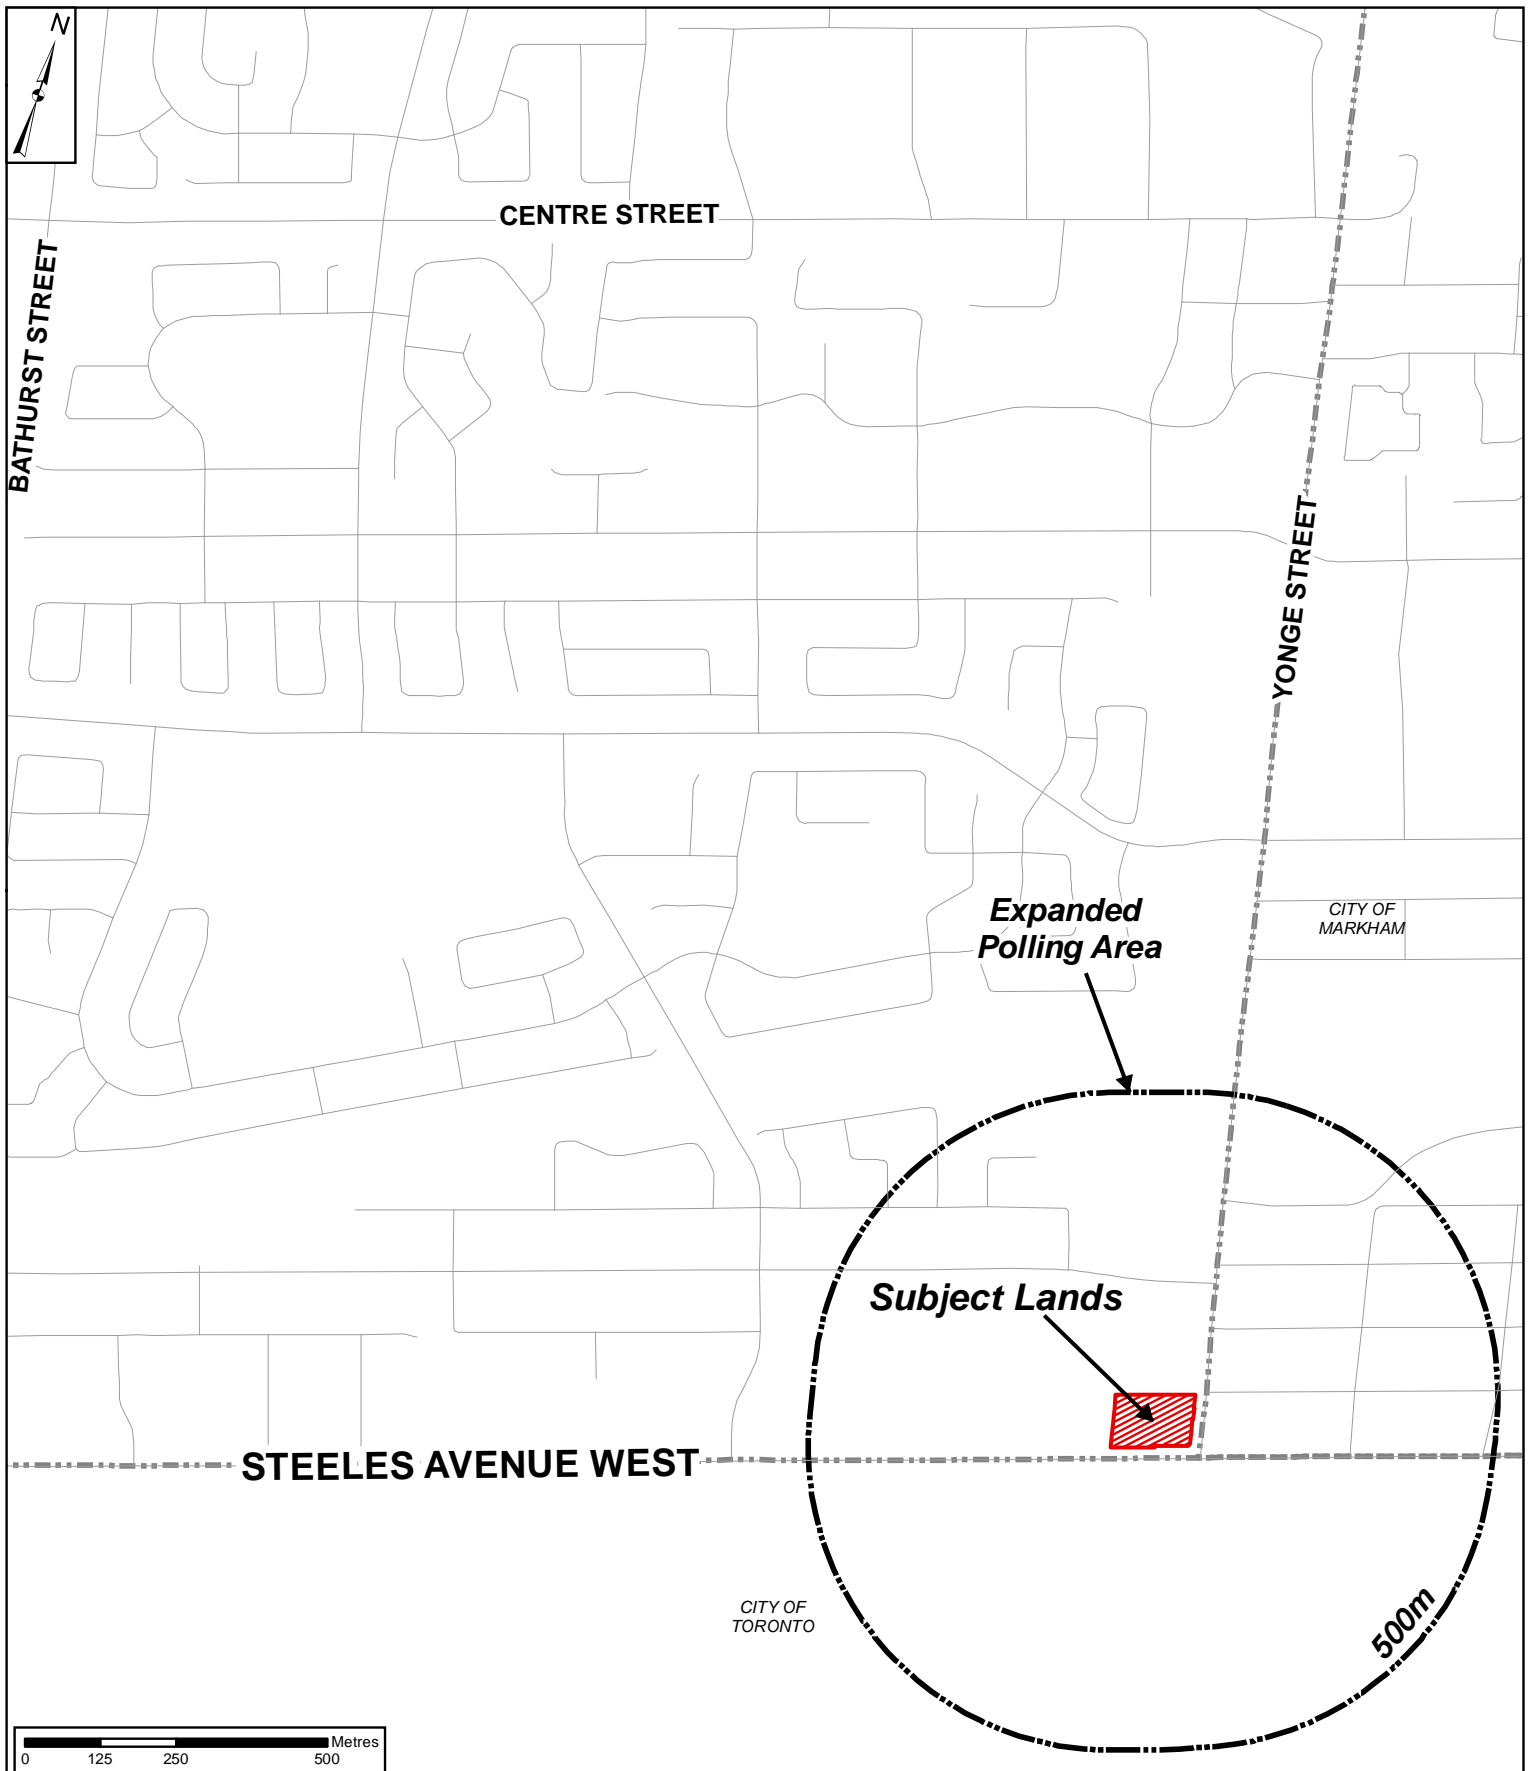 N
CENTRE STREET
BATHURST STREET
YONGE STREET
Expanded
Polling Area
CITY OF
MARKHAM
Subject Lands
STEELES AVENUE WEST
CITY OF
TORONTO
500m
Metres
0 125 250 500